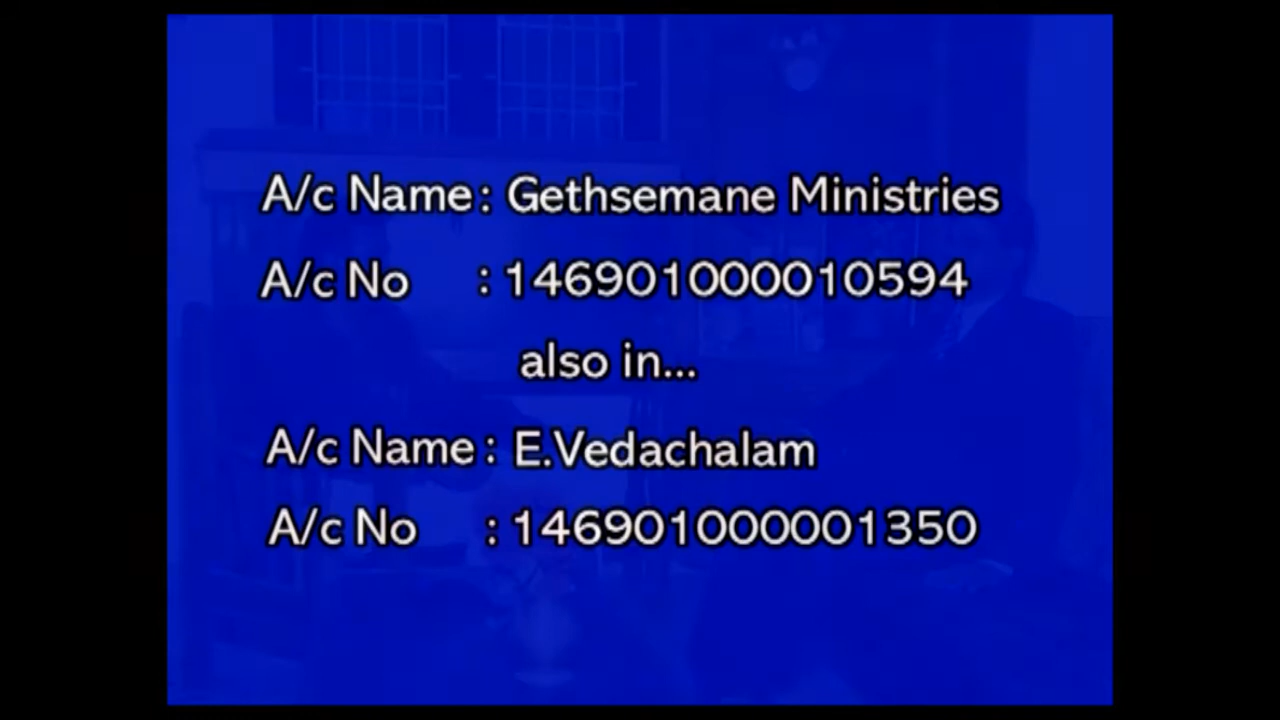 A/c Name : Gethsemane Ministries
A/c No : 146901000010594
also in...
A/c Name : E.Vedachalam
A/c No : 146901000001350